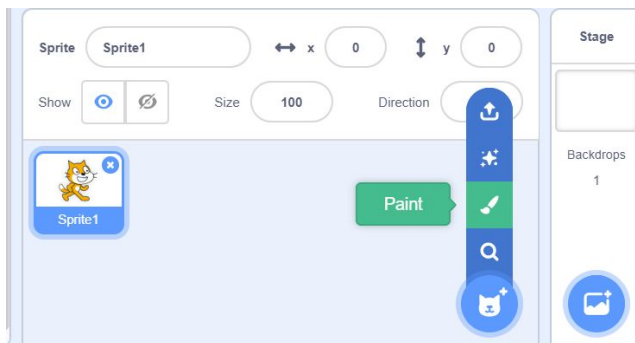 Sprite Sprite1 x 0 y 0
Show Size 100 Direction
Sprite1
Paint
Stage
Backdrops
1